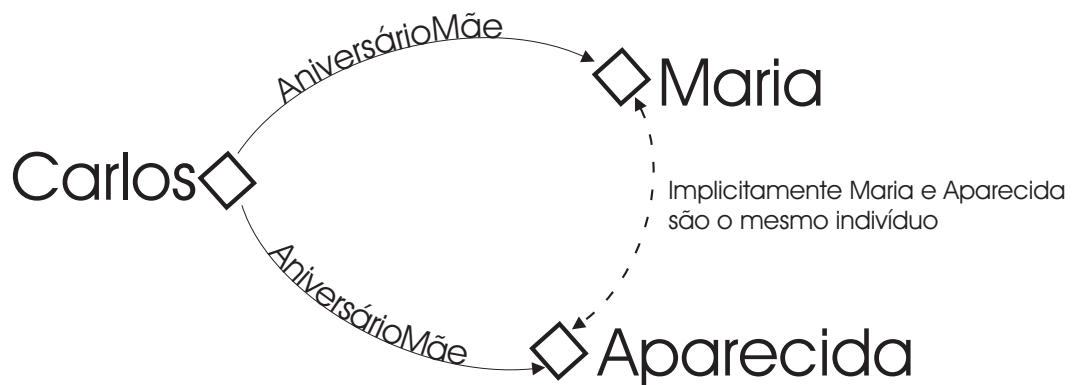 AniversárioMãe
Maria
Carlos
Implicitamente Maria e Aparecida
são o mesmo indivíduo
AniversárioMãe
Aparecida